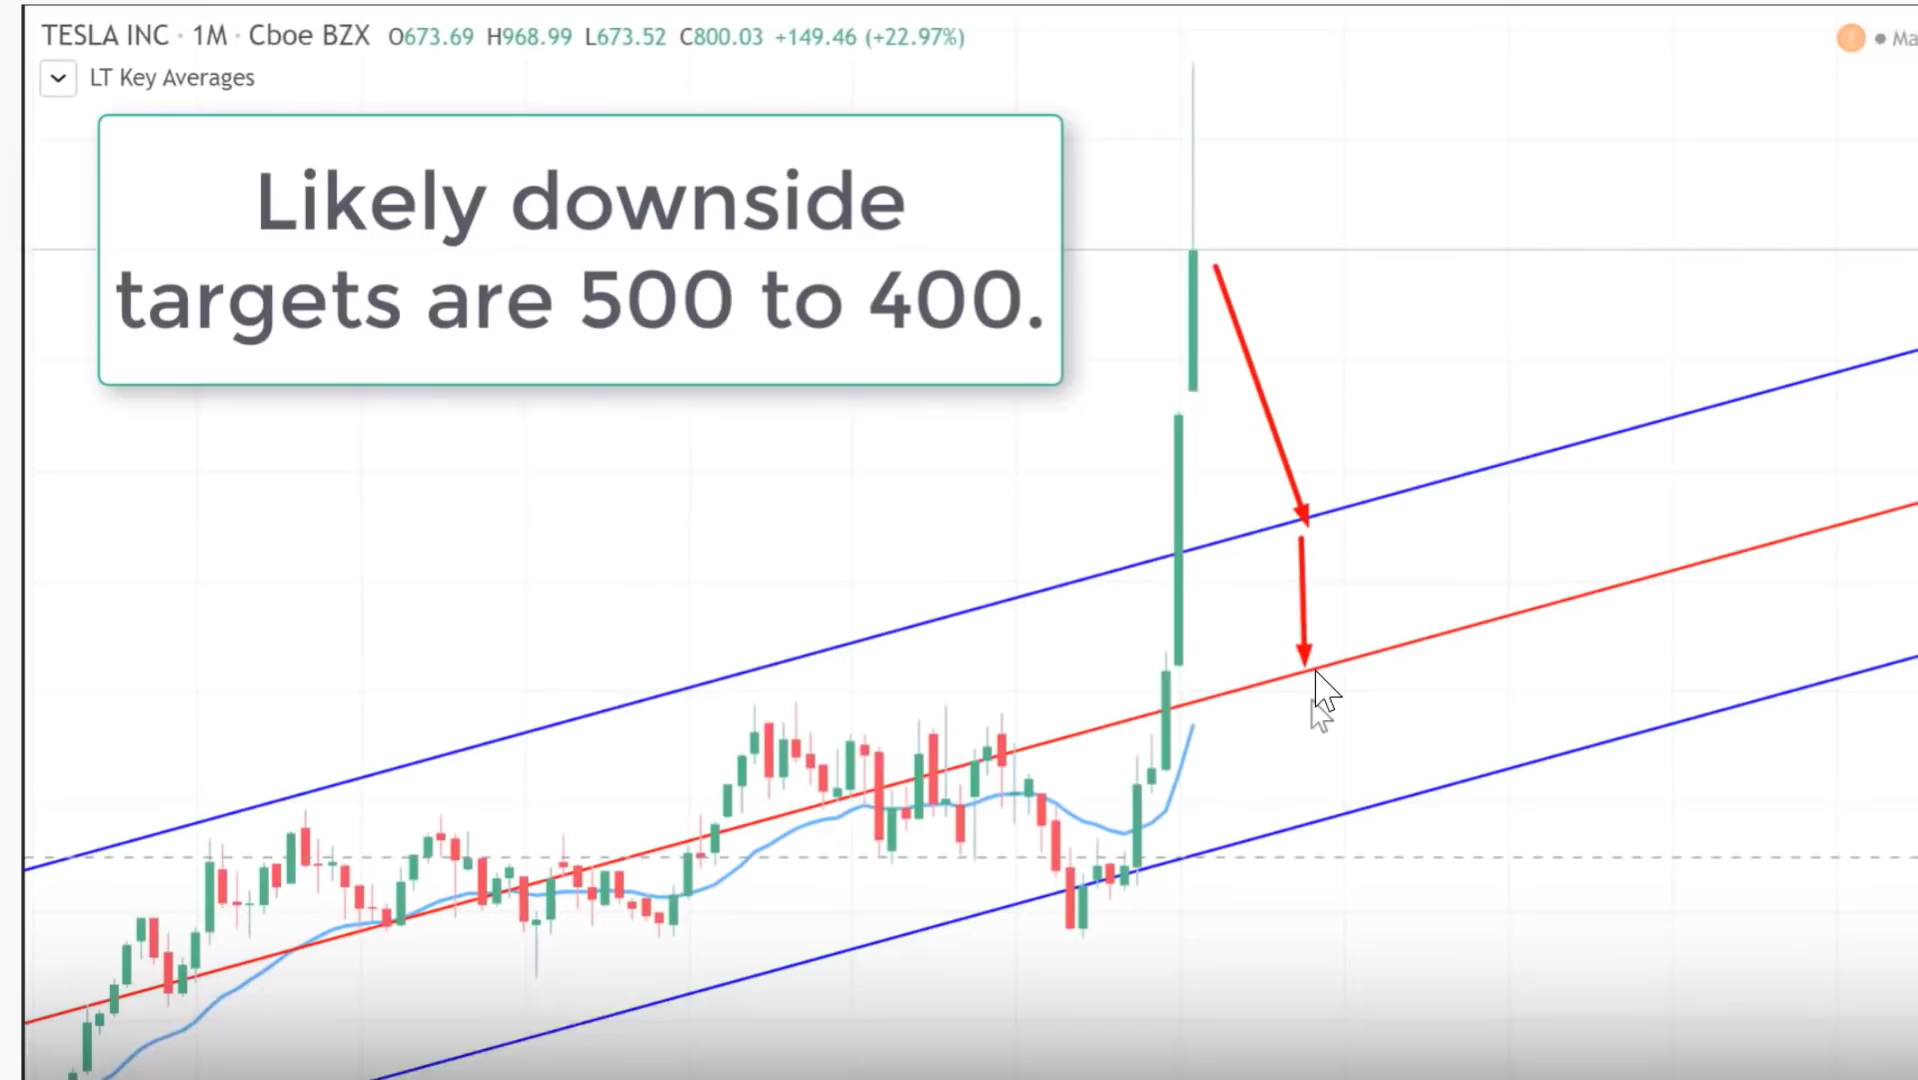 TESLA INC · 1M · Cboe BZX O673.69 H968.99 L673.52 C800.03 +149.46 (+22.97%)
! ● Ma
LT Key Averages
Likely downside
targets are 500 to 400.